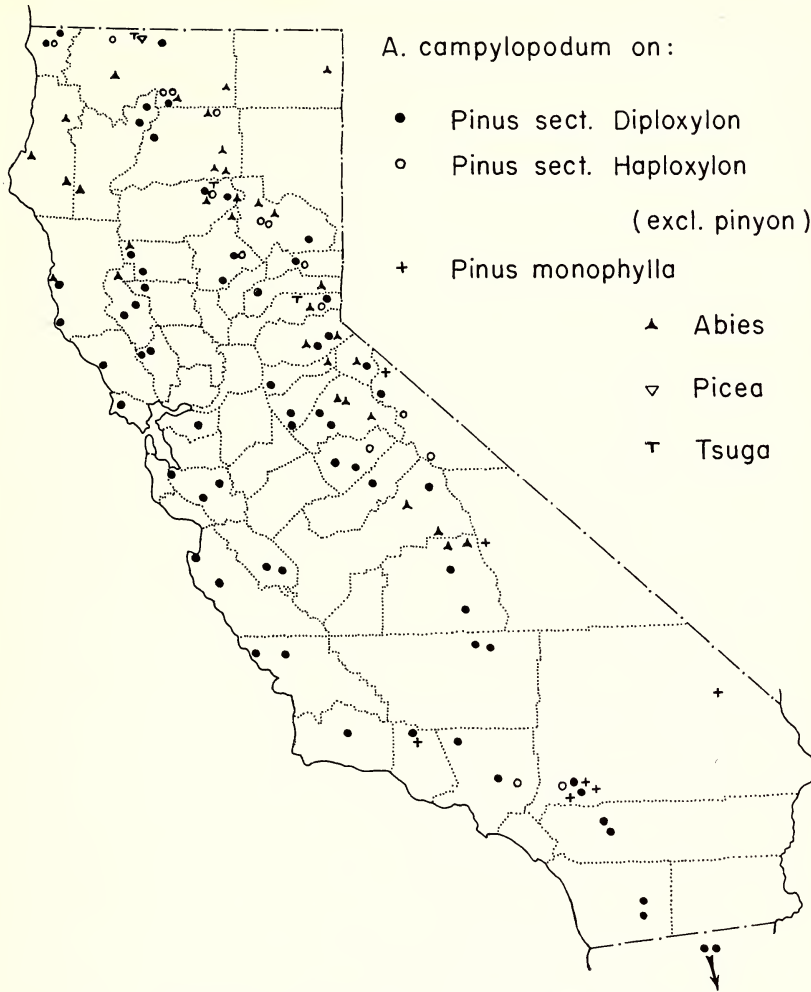 A. campylopodum on:
Pinus sect. Diploxylon
Pinus sect. Haploxylon
(excl. pinyon)
Pinus monophylla
Abies
Picea
Tsuga